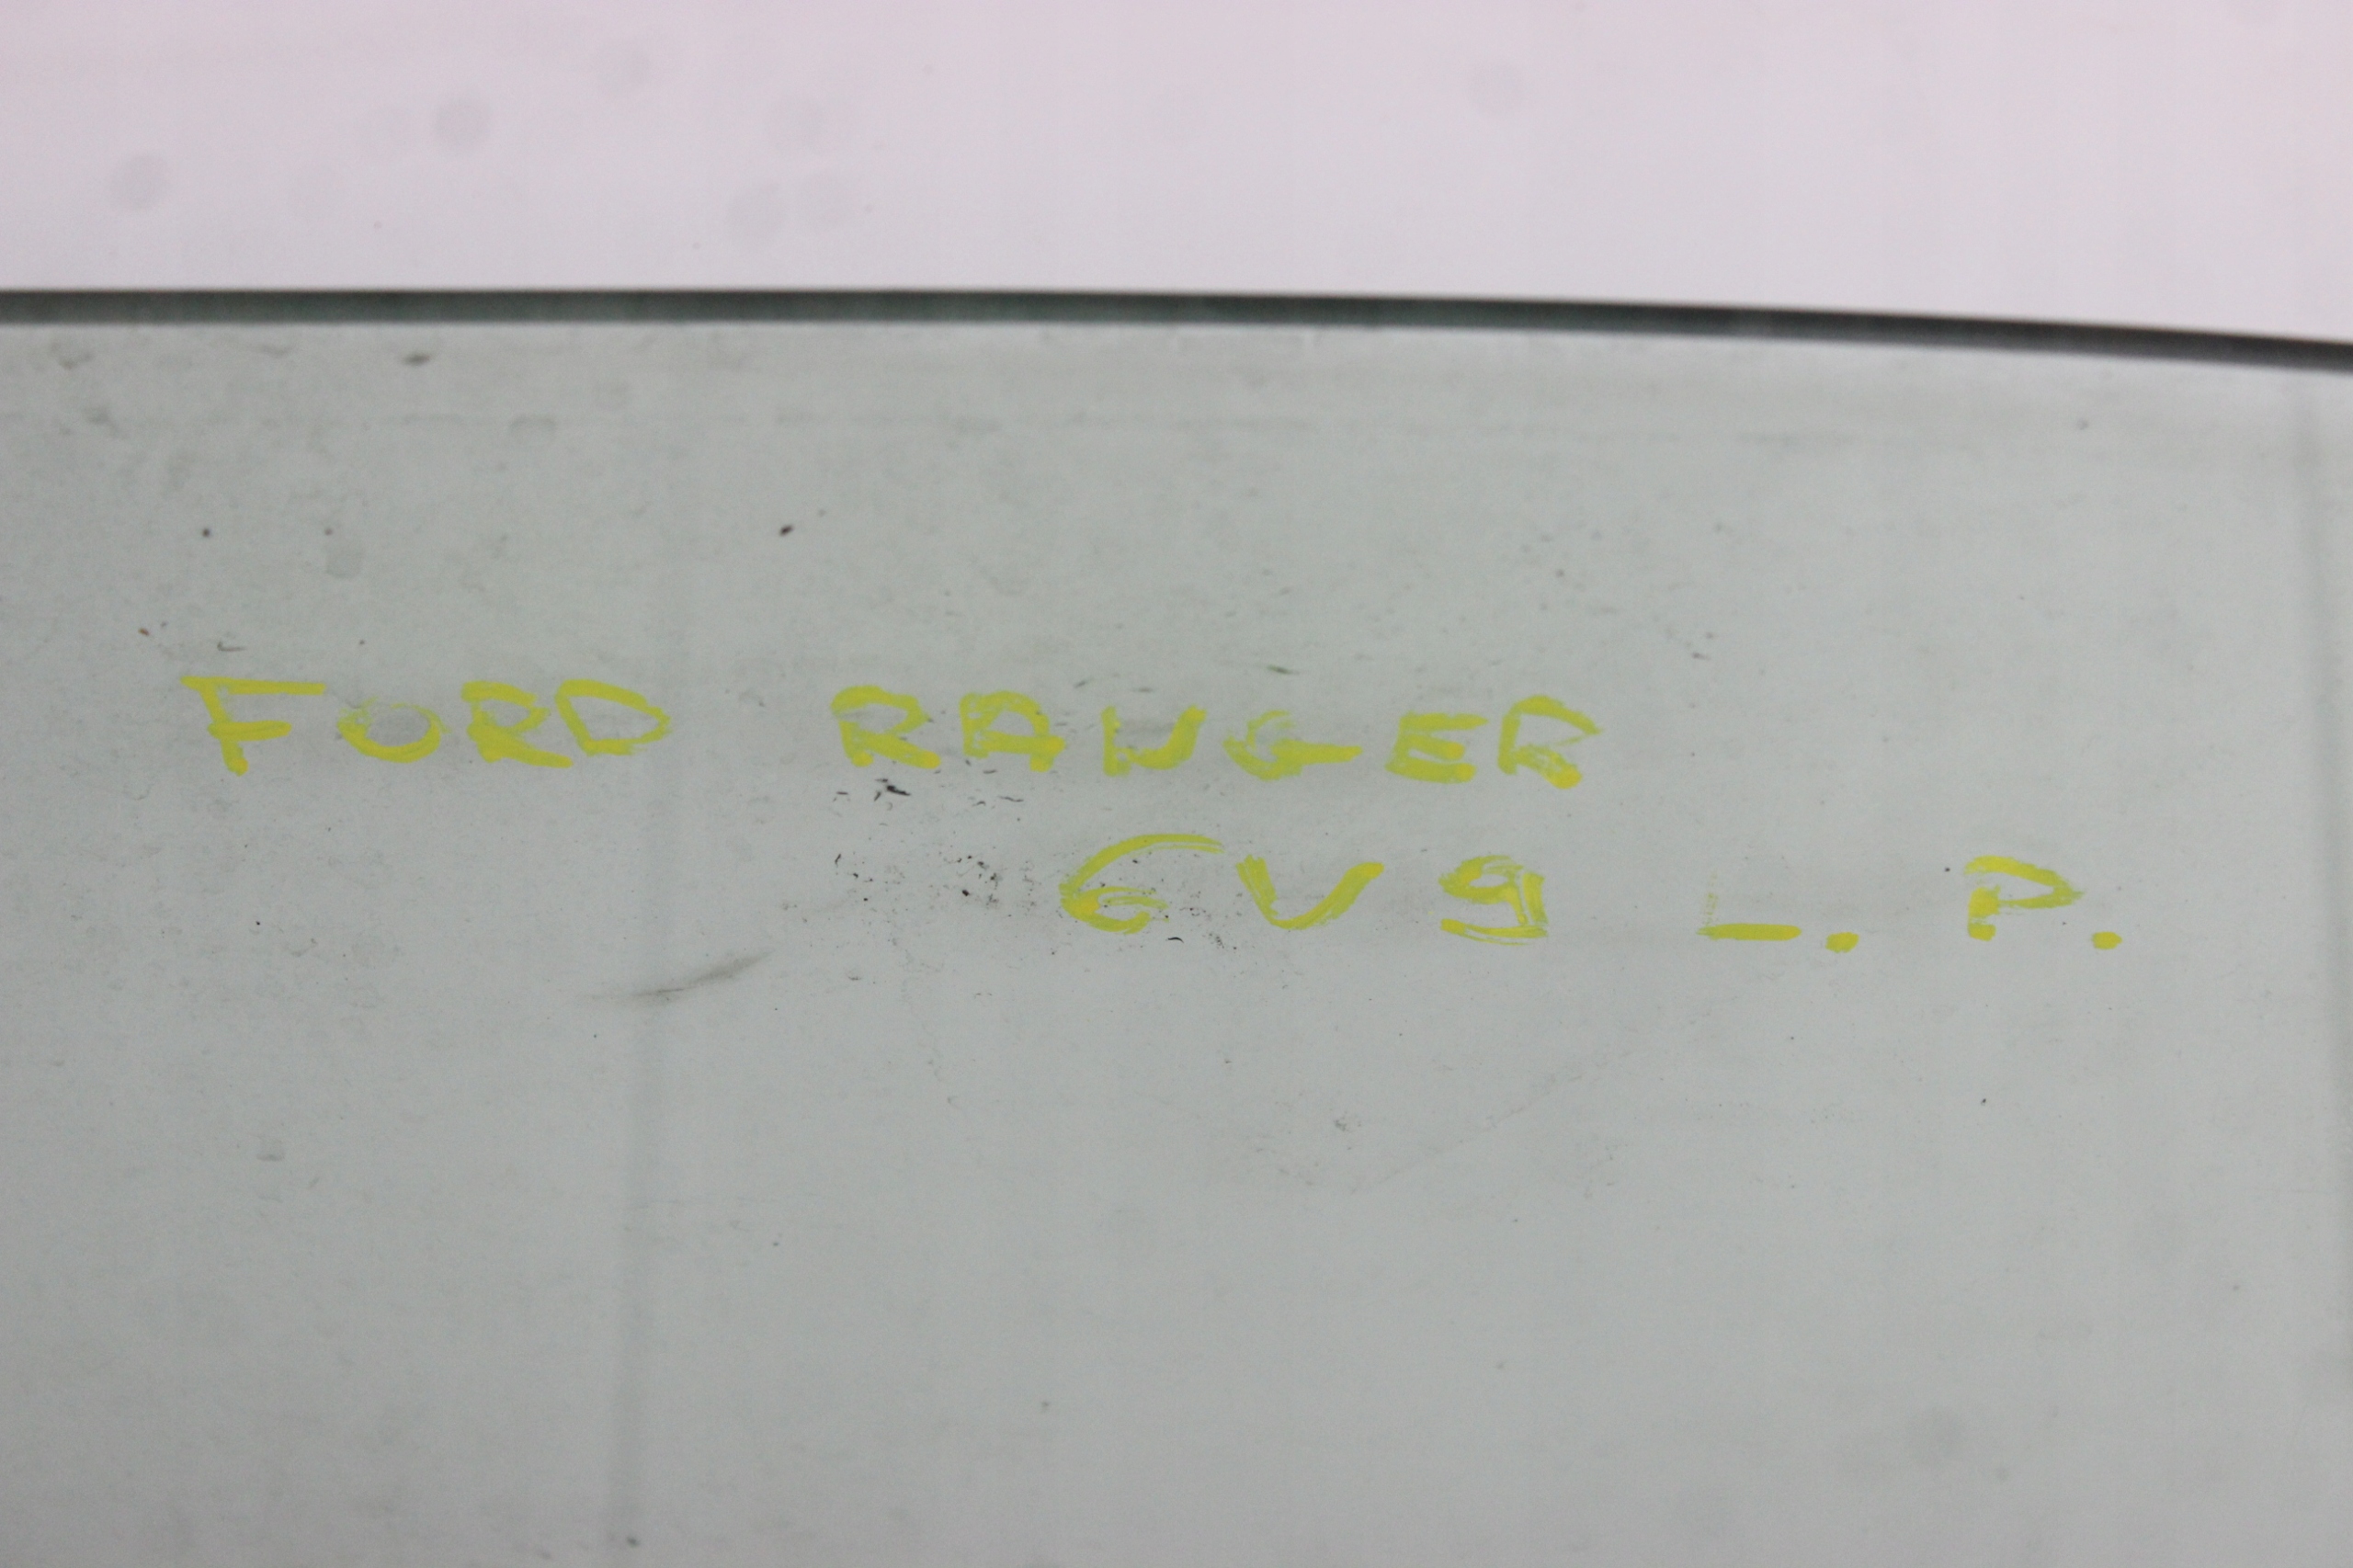 FORD RANGER
6V9 L. P.